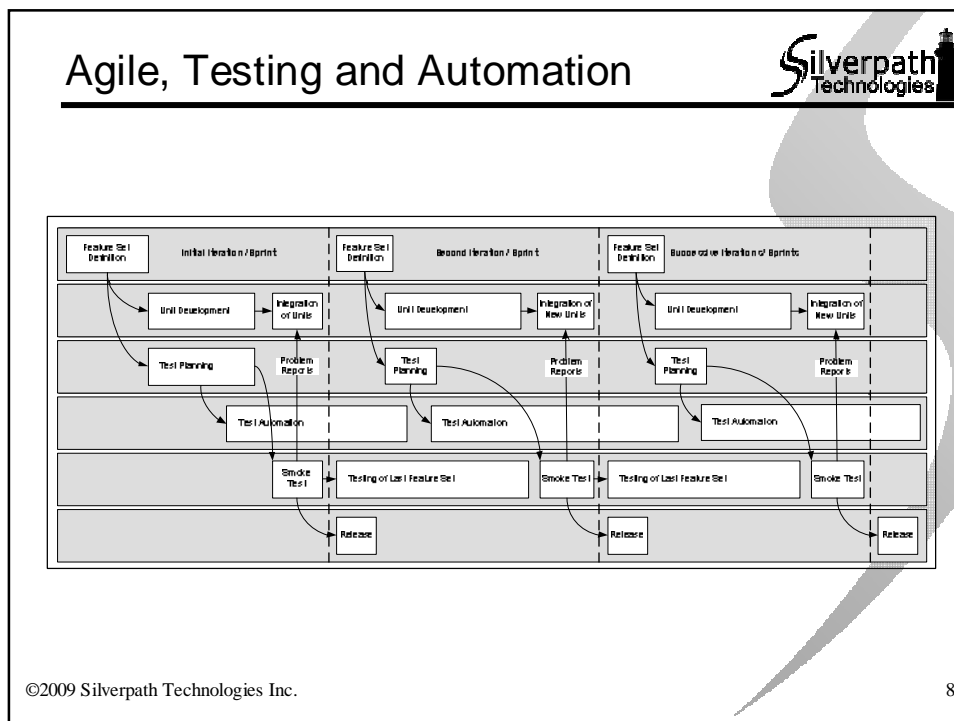 Agile, Testing and Automation
Silverpath
Technologies
Feature Set
Definition
Initial Iteration / Sprint
Feature Set
Definition
Second Iteration / Sprint
Feature Set
Definition
Successive Iterations / Sprints
Unit Development
Integration
of Units
Unit Development
Integration of
New Units
Unit Development
Integration of
New Units
Test Planning
Problem
Reports
Test
Planning
Problem
Reports
Test
Planning
Problem
Reports
Test Automation
Test Automation
Test Automation
Smoke
Test
Testing of Last Feature Set
Smoke Test
Testing of Last Feature Set
Smoke Test
Release
Release
Release
©2009 Silverpath Technologies Inc.
8